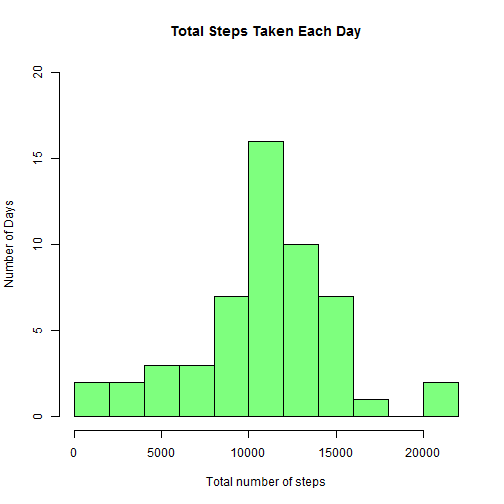 Total Steps Taken Each Day
Number of Days
20
15
10
5
0
0 5000 10000 15000 20000
Total number of steps